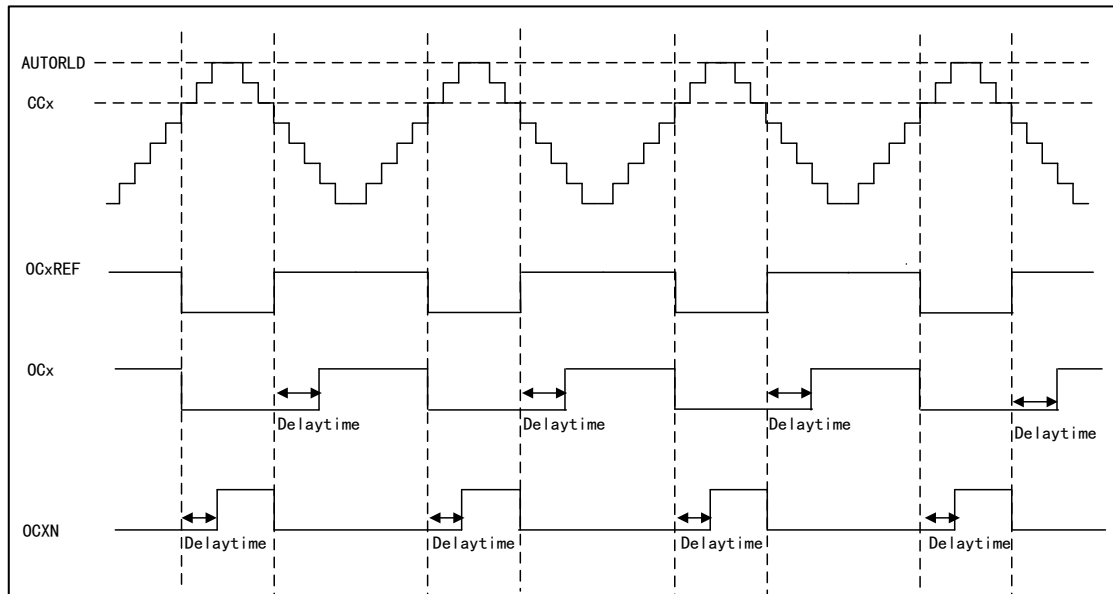 AUTORLD
CCx
OCxREF
OCx
Delaytime
Delaytime
Delaytime
Delaytime
OCXN
Delaytime
Delaytime
Delaytime
Delaytime